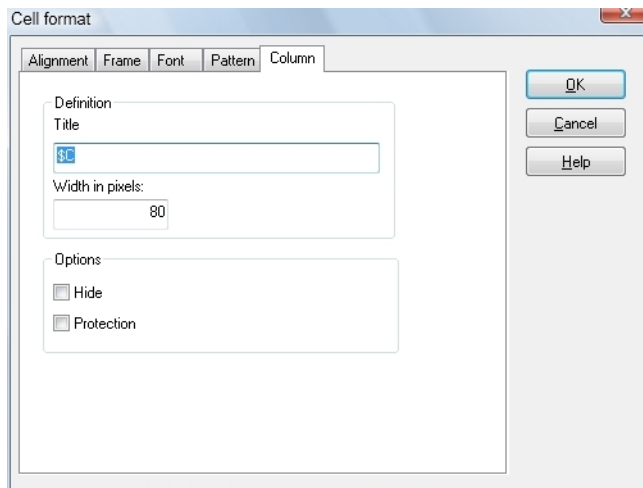 Cell format
Alignment Frame Font Pattern Column
OK
Cancel
Help
Definition
Title
$C
Width in pixels:
80
Options
Hide
Protection